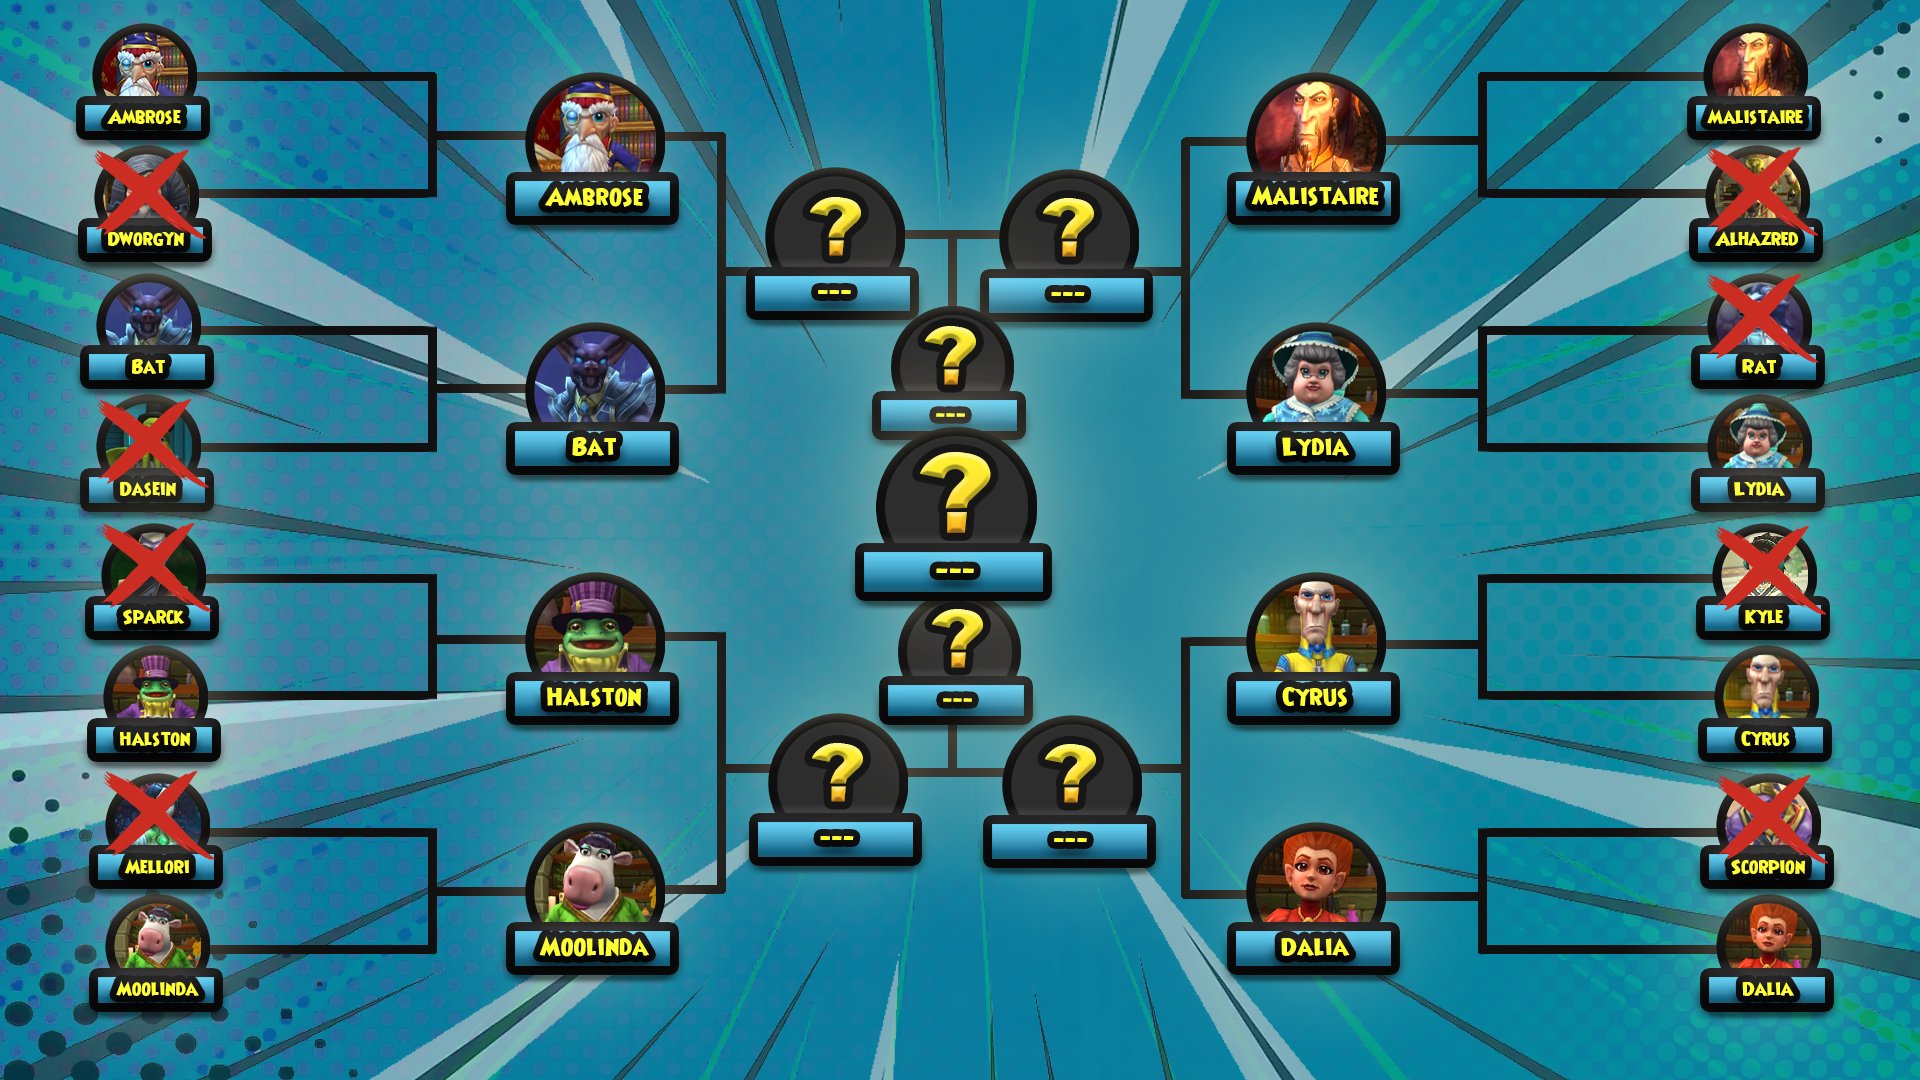 AMBROSE
DWORGYN
BAT
DASEIN
SPARCK
HALSTON
MELLORI
MOOLINDA
AMBROSE
BAT
HALSTON
MOOLINDA
?
---
?
---
?
---
?
---
?
---
?
---
?
---
MALISTAIRE
LYDIA
CYRUS
DALIA
MALISTAIRE
ALHAZRED
RAT
LYDIA
KYLE
CYRUS
SCORPION
DALIA